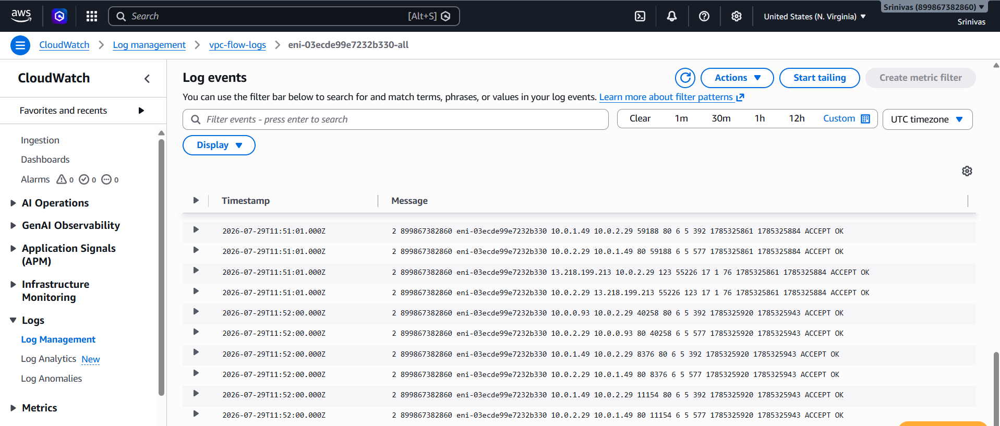 aws
Search [Alt+S]
United States (N. Virginia)
Srinivas (899867382860)
Srinivas
CloudWatch
Log management
vpc-flow-logs
eni-03ecde99e7232b330-all
CloudWatch
Favorites and recents
Ingestion
Dashboards
Alarms 0 0 0
AI Operations
GenAI Observability
Application Signals
(APM)
Infrastructure
Monitoring
Logs
Log Management
Log Analytics New
Log Anomalies
Metrics
Log events
Actions
Start tailing
Create metric filter
You can use the filter bar below to search for and match terms, phrases, or values in your log events. Learn more about filter patterns
Filter events - press enter to search
Clear 1m 30m 1h 12h Custom
UTC timezone
Display
Timestamp Message
2026-07-29T11:51:01.000Z 2 899867382860 eni-03ecde99e7232b330 10.0.1.49 10.0.2.29 59188 80 6 5 392 1785325861 1785325884 ACCEPT OK
2026-07-29T11:51:01.000Z 2 899867382860 eni-03ecde99e7232b330 10.0.2.29 10.0.1.49 80 59188 6 5 577 1785325861 1785325884 ACCEPT OK
2026-07-29T11:51:01.000Z 2 899867382860 eni-03ecde99e7232b330 13.218.199.213 10.0.2.29 123 55226 17 1 76 1785325861 1785325884 ACCEPT OK
2026-07-29T11:51:01.000Z 2 899867382860 eni-03ecde99e7232b330 10.0.2.29 13.218.199.213 55226 123 17 1 76 1785325861 1785325884 ACCEPT OK
2026-07-29T11:52:00.000Z 2 899867382860 eni-03ecde99e7232b330 10.0.0.93 10.0.2.29 40258 80 6 5 392 1785325920 1785325943 ACCEPT OK
2026-07-29T11:52:00.000Z 2 899867382860 eni-03ecde99e7232b330 10.0.2.29 10.0.0.93 80 40258 6 5 577 1785325920 1785325943 ACCEPT OK
2026-07-29T11:52:00.000Z 2 899867382860 eni-03ecde99e7232b330 10.0.1.49 10.0.2.29 8376 80 6 5 392 1785325920 1785325943 ACCEPT OK
2026-07-29T11:52:00.000Z 2 899867382860 eni-03ecde99e7232b330 10.0.2.29 10.0.1.49 80 8376 6 5 577 1785325920 1785325943 ACCEPT OK
2026-07-29T11:52:00.000Z 2 899867382860 eni-03ecde99e7232b330 10.0.1.49 10.0.2.29 11154 80 6 5 392 1785325920 1785325943 ACCEPT OK
2026-07-29T11:52:00.000Z 2 899867382860 eni-03ecde99e7232b330 10.0.2.29 10.0.1.49 80 11154 6 5 577 1785325920 1785325943 ACCEPT OK